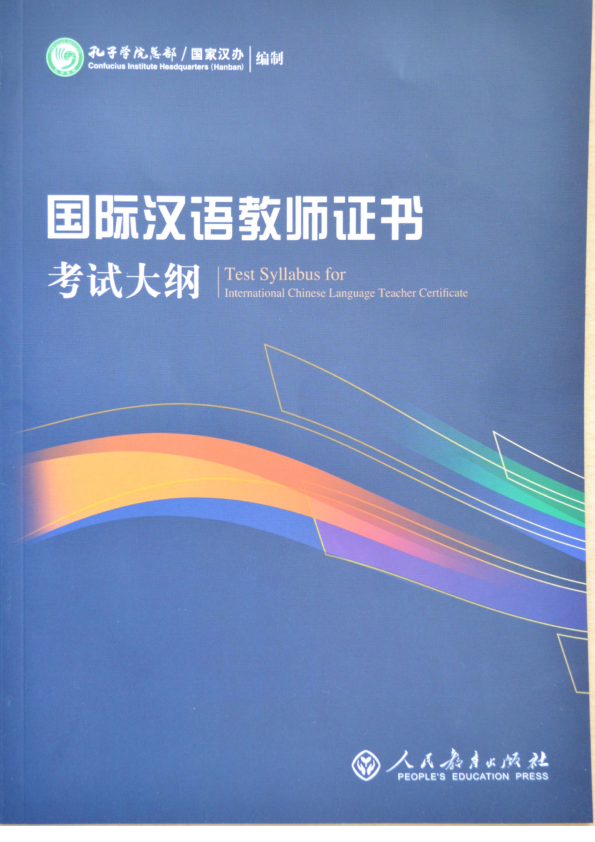 孔子学院总部/国家汉办 编制
Confucius Institute Headquarters (Hanban)
国际汉语教师证书
考试大纲
Test Syllabus for
International Chinese Language Teacher Certificate
人民教育出版社
PEOPLE'S EDUCATION PRESS